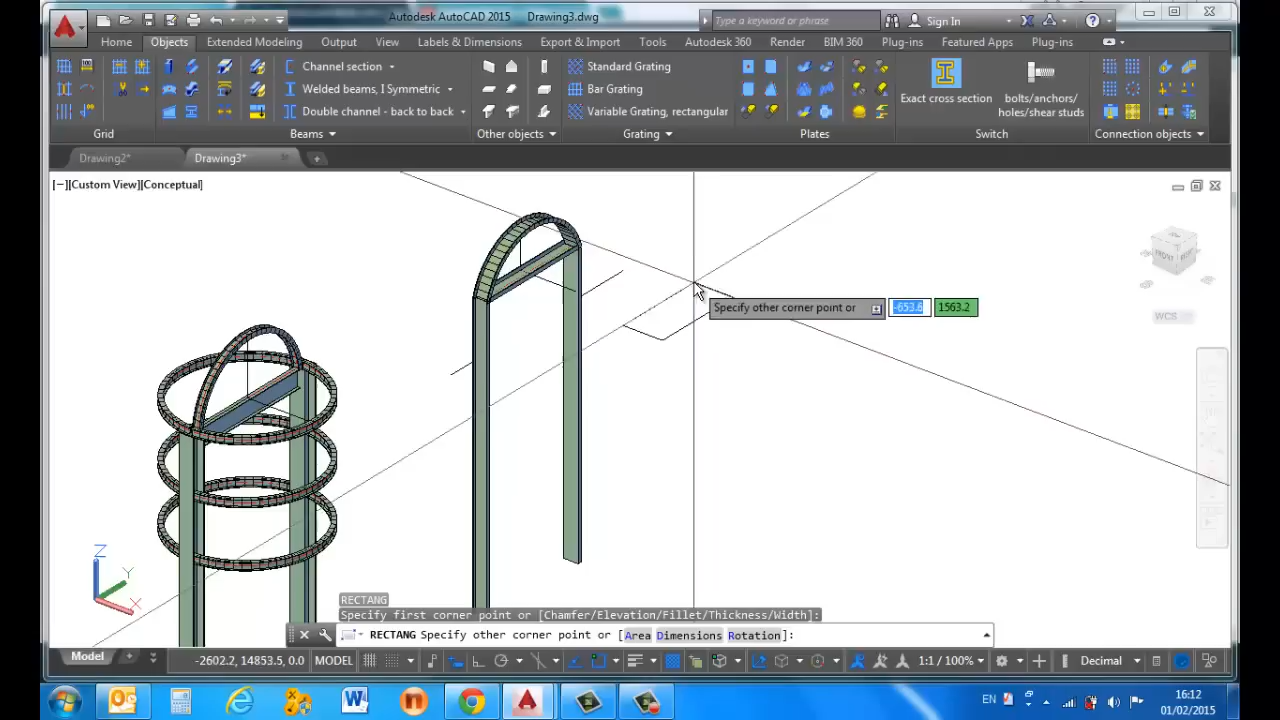 Autodesk AutoCAD 2015 Drawing3.dwg
Type a keyword or phrase
Sign In
Home Objects Extended Modeling Output View Labels & Dimensions Export & Import Tools Autodesk 360 Render BIM 360 Plug-ins Featured Apps Plug-ins
Channel section
Welded beams, I Symmetric
Double channel - back to back
Standard Grating
Bar Grating
Variable Grating, rectangular
Exact cross section
bolts/anchors/
holes/shear studs
Grid Beams Other objects Grating Plates Switch Connection objects
Drawing2* Drawing3*
[−][Custom View][Conceptual]
FRONT
Specify other corner point or -653.6 1563.2
WCS
Z
Y
X
RECTANG
Specify first corner point or [Chamfer/Elevation/Fillet/Thickness/Width]:
RECTANG Specify other corner point or [Area Dimensions Rotation]:
Model
-2602.2, 14853.5, 0.0 MODEL 1:1 / 100% Decimal
EN
16:12
01/02/2015